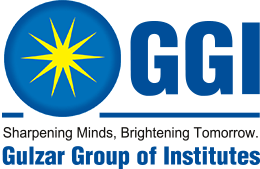 GGI
Sharpening Minds, Brightening Tomorrow.
Gulzar Group of Institutes